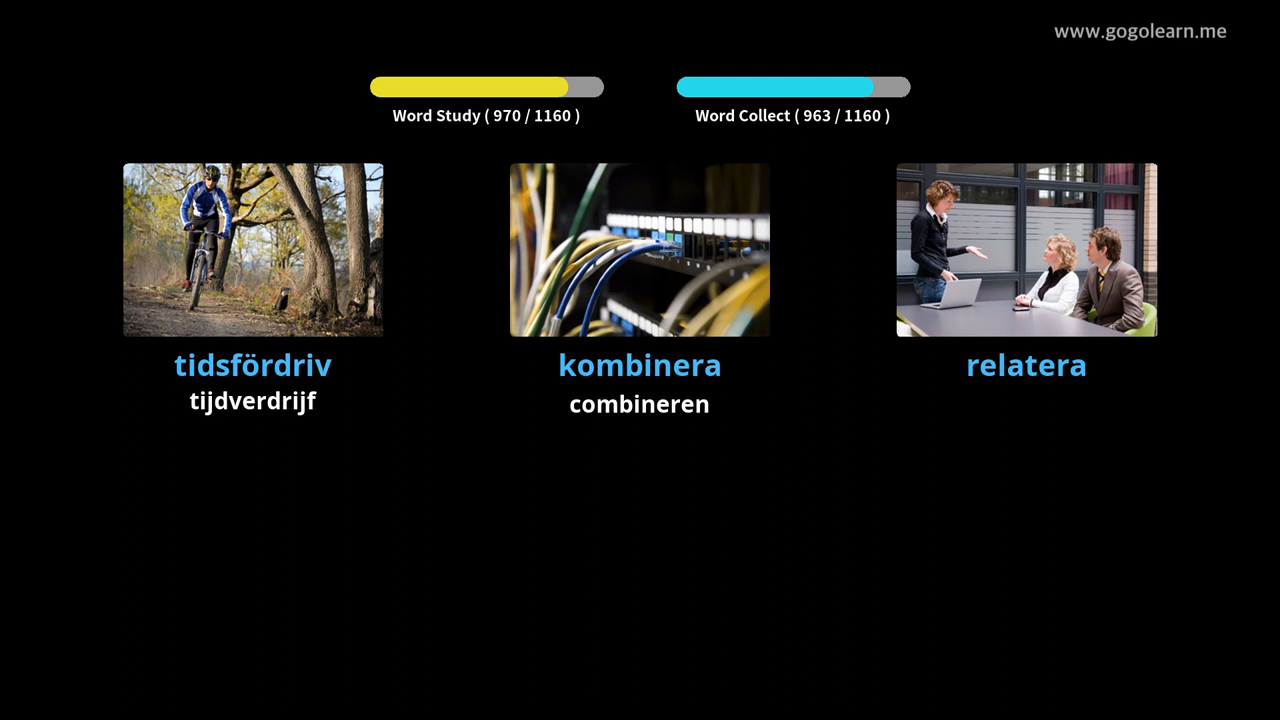 www.gogolearn.me
Word Study ( 970 / 1160 )
Word Collect ( 963 / 1160 )
tidsfördriv
tijdverdrijf
kombinera
combineren
relatera